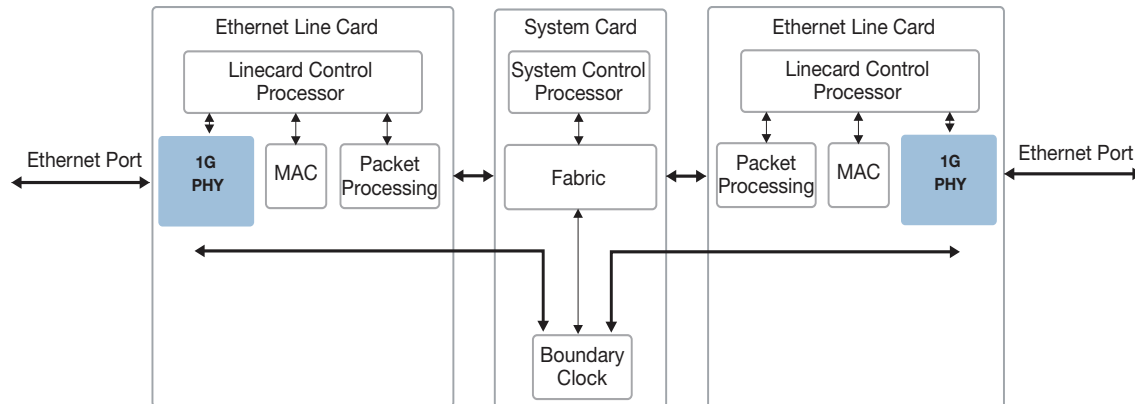 Ethernet Line Card
Linecard Control
Processor
Ethernet Port
1G
PHY
MAC
Packet
Processing
System Card
System Control
Processor
Fabric
Boundary
Clock
Ethernet Line Card
Linecard Control
Processor
Packet
Processing
MAC
1G
PHY
Ethernet Port